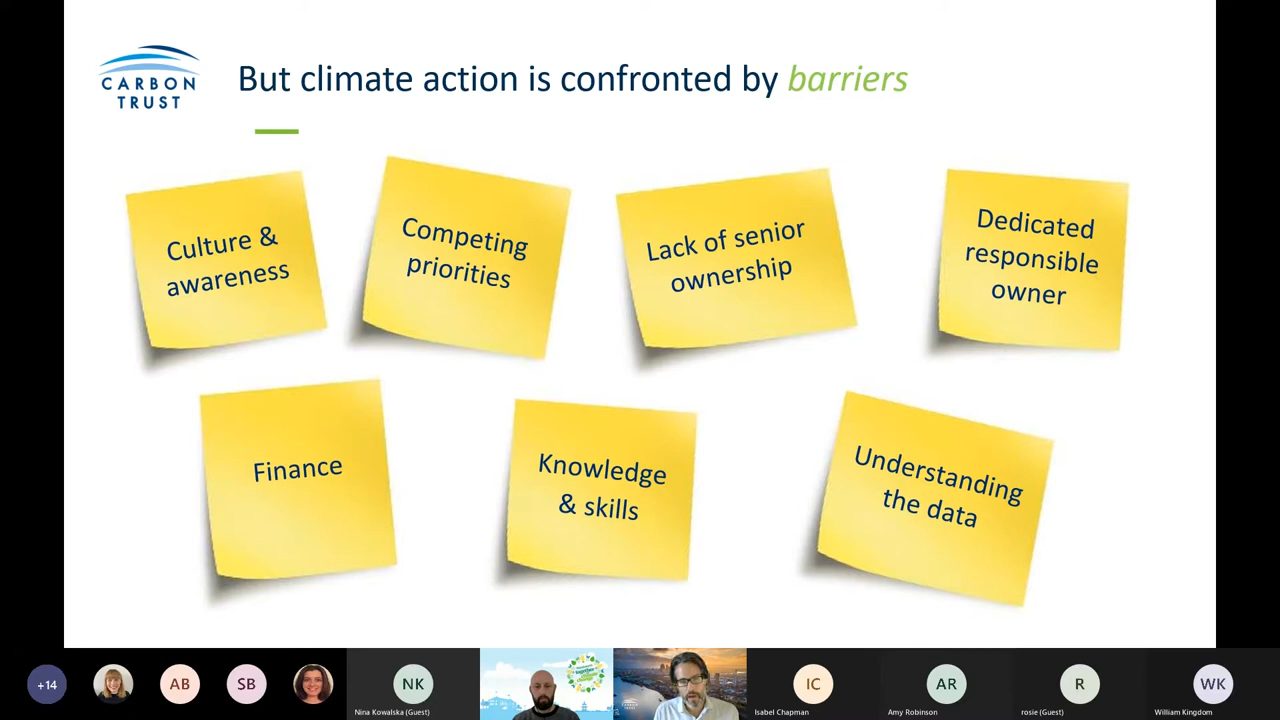 CARBON
TRUST
But climate action is confronted by barriers
Culture &
awareness
Competing
priorities
Lack of senior
ownership
Dedicated
responsible
owner
Finance
Knowledge
& skills
Understanding
the data
+14
AB
SB
NK
Nina Kowalska (Guest)
CARBON
TRUST
IC
Isabel Chapman
AR
Amy Robinson
R
rosie (Guest)
WK
William Kingdom